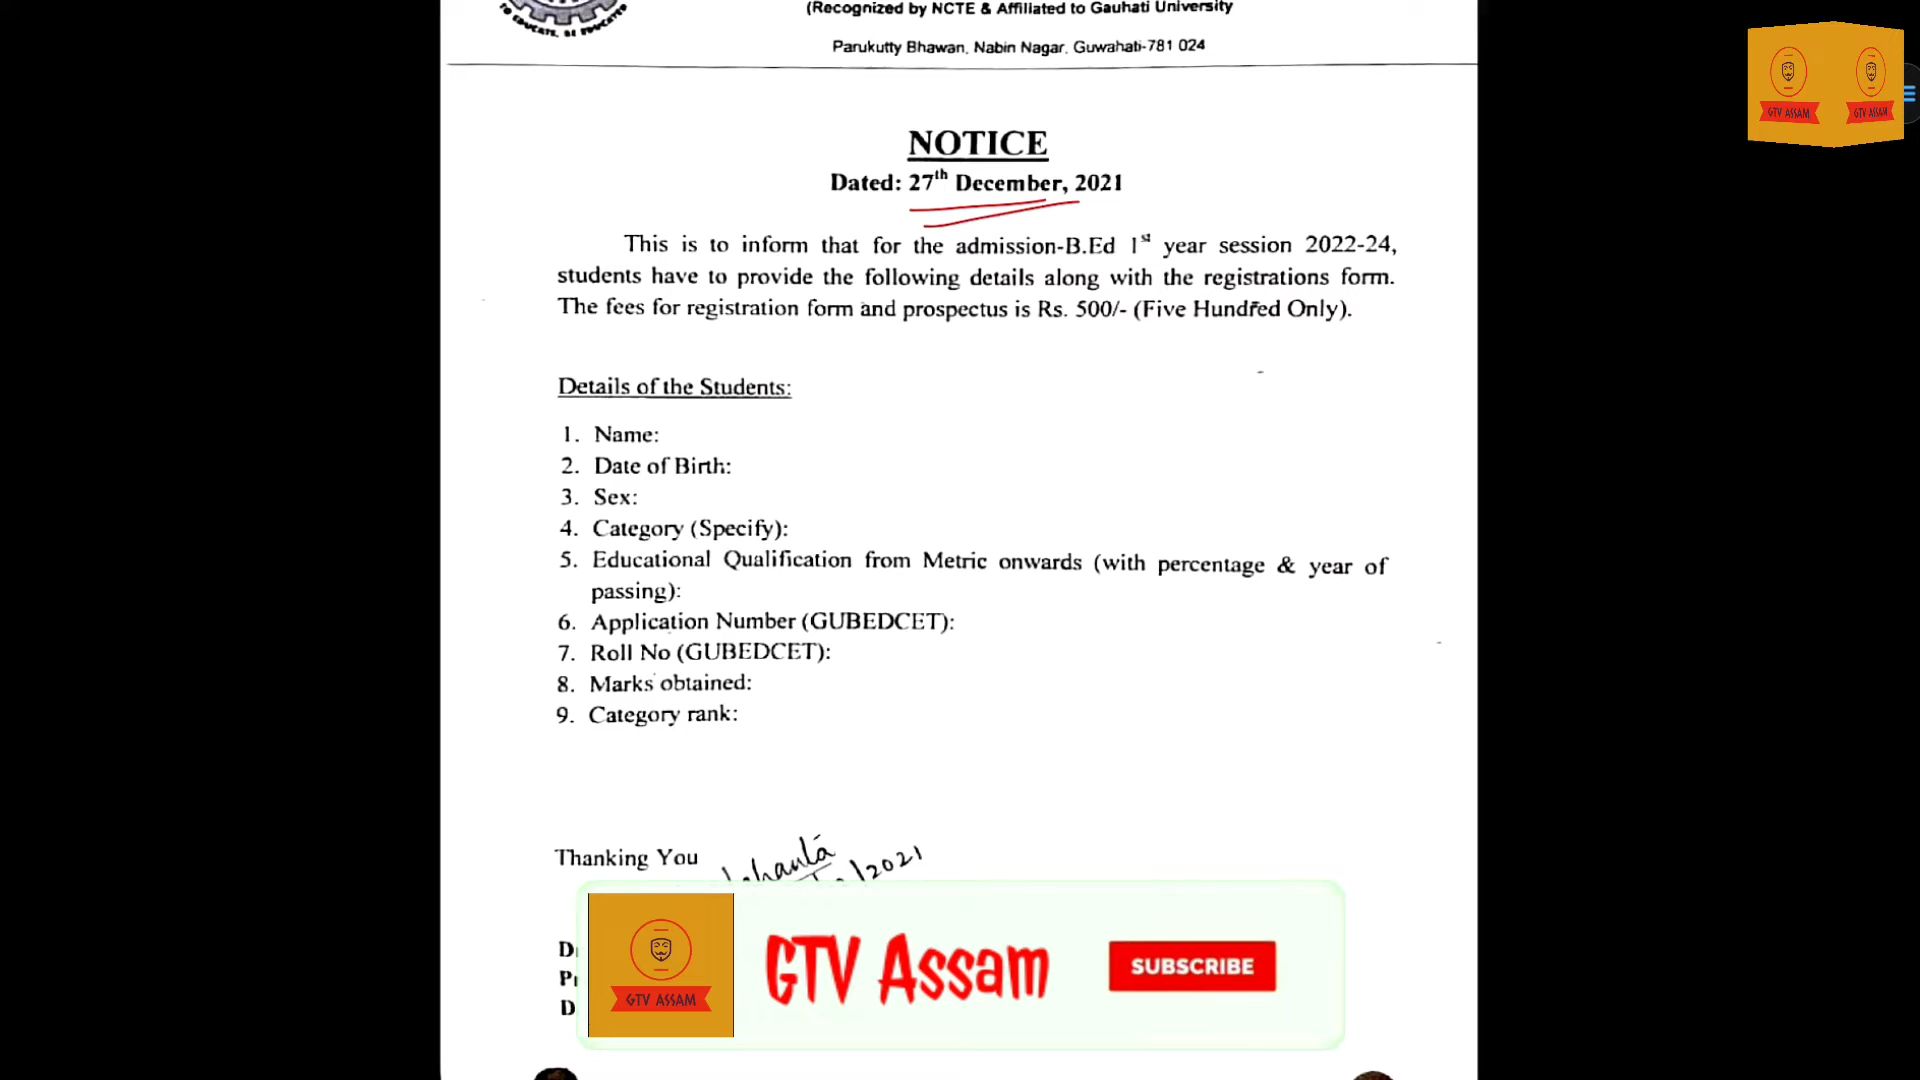 TO EDUCATE, BE EDUCATED
(Recognized by NCTE & Affiliated to Gauhati University
Parukutty Bhawan, Nabin Nagar, Guwahati-781 024
GTV ASSAM
GTV ASSAM
NOTICE
Dated: 27th December, 2021
This is to inform that for the admission-B.Ed 1st year session 2022-24,
students have to provide the following details along with the registrations form.
The fees for registration form and prospectus is Rs. 500/- (Five Hundred Only).
Details of the Students:
1. Name:
2. Date of Birth:
3. Sex:
4. Category (Specify):
5. Educational Qualification from Metric onwards (with percentage & year of
passing):
6. Application Number (GUBEDCET):
7. Roll No (GUBEDCET):
8. Marks obtained:
9. Category rank:
Thanking You
/2021
GTV ASSAM
GTV Assam
SUBSCRIBE